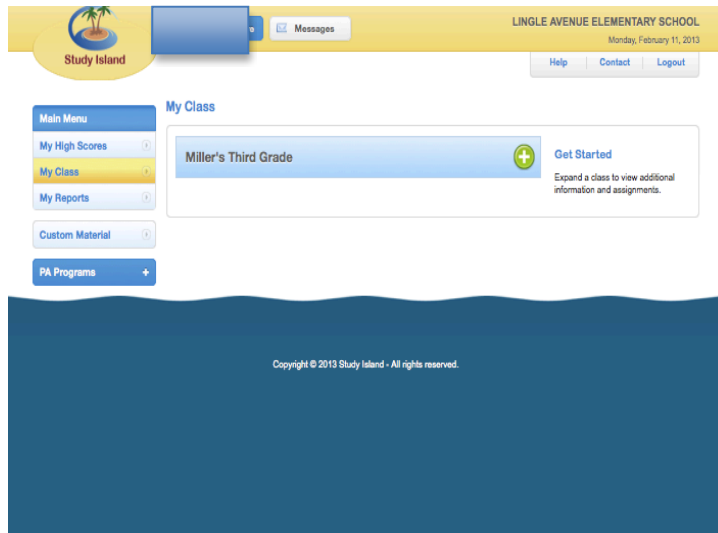 Study Island
Messages
LINGLE AVENUE ELEMENTARY SCHOOL
Monday, February 11, 2013
Help
Contact
Logout
Main Menu
My High Scores
My Class
My Reports
Custom Material
PA Programs +
My Class
Miller's Third Grade
Get Started
Expand a class to view additional
information and assignments.
Copyright © 2013 Study Island - All rights reserved.